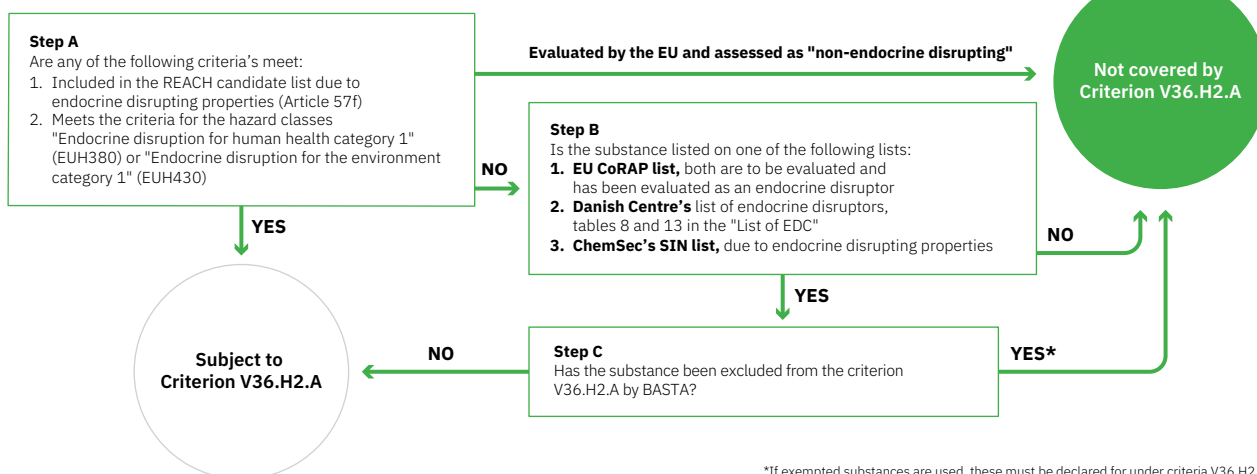 Step A
Are any of the following criteria's meet:
1. Included in the REACH candidate list due to
endocrine disrupting properties (Article 57f)
2. Meets the criteria for the hazard classes
"Endocrine disruption for human health category 1"
(EUH380) or "Endocrine disruption for the environment
category 1" (EUH430)
Evaluated by the EU and assessed as "non-endocrine disrupting"
Not covered by
Criterion V36.H2.A
NO
Step B
Is the substance listed on one of the following lists:
1. EU CoRAP list, both are to be evaluated and
has been evaluated as an endocrine disruptor
2. Danish Centre's list of endocrine disruptors,
tables 8 and 13 in the "List of EDC"
3. ChemSec's SIN list, due to endocrine disrupting properties
YES
NO
YES
Subject to
Criterion V36.H2.A
NO
Step C
Has the substance been excluded from the criterion
V36.H2.A by BASTA?
YES*
*If exempted substances are used, these must be declared for under criteria V36.H2